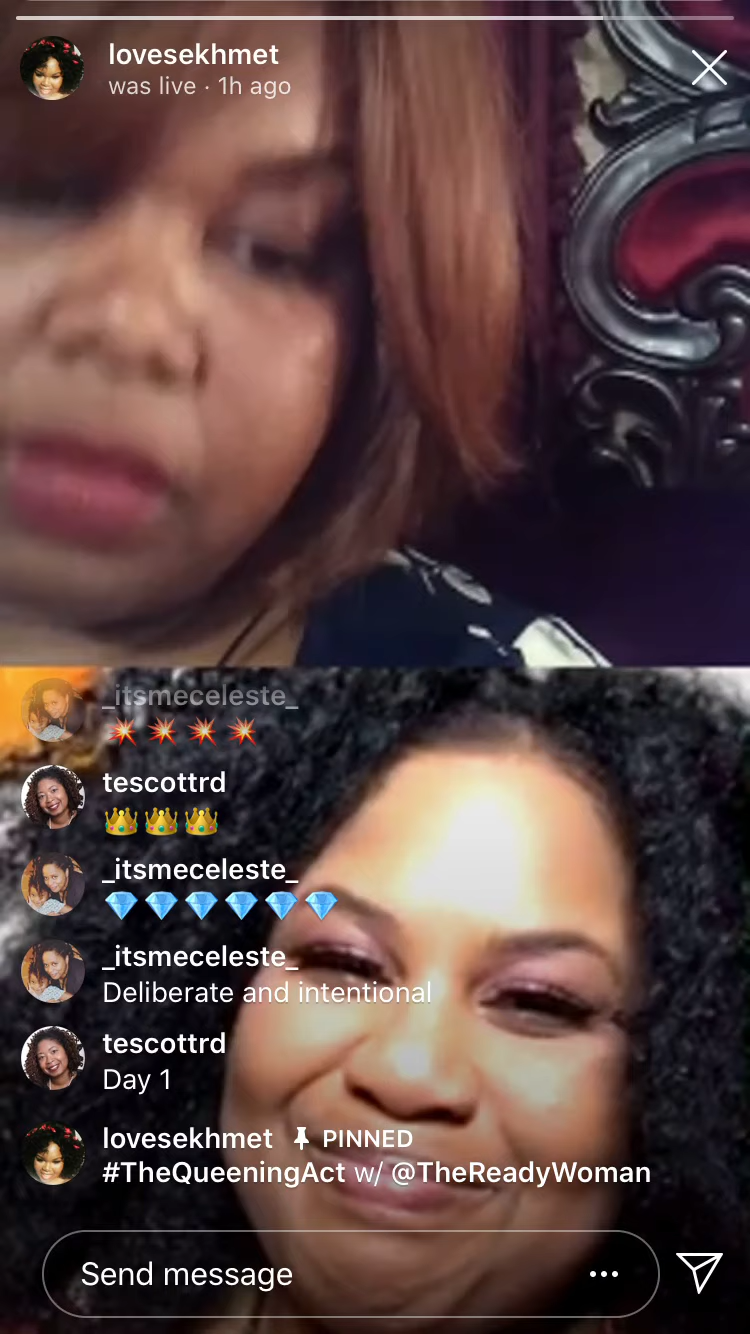 lovesekhmet
was live · 1h ago
_itsmeceleste_
💥 💥 💥 💥
tescottrd
👑👑👑
_itsmeceleste_
💎💎💎💎💎💎
_itsmeceleste_
Deliberate and intentional
tescottrd
Day 1
lovesekhmet 📌 PINNED
#TheQueeningAct w/ @TheReadyWoman
Send message